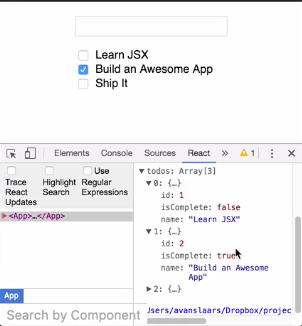 Learn JSX
Build an Awesome App
Ship It
Elements Console Sources React » 1
Trace
React
Updates
Highlight
Search
Use
Regular
Expressions
<App>…</App>
App
Search by Component
▼ todos: Array[3]
▼ 0: {…}
id: 1
isComplete: false
name: "Learn JSX"
▼ 1: {…}
id: 2
isComplete: true
name: "Build an Awesome
App"
▶ 2: {…}
Users/avanslaars/Dropbox/projec